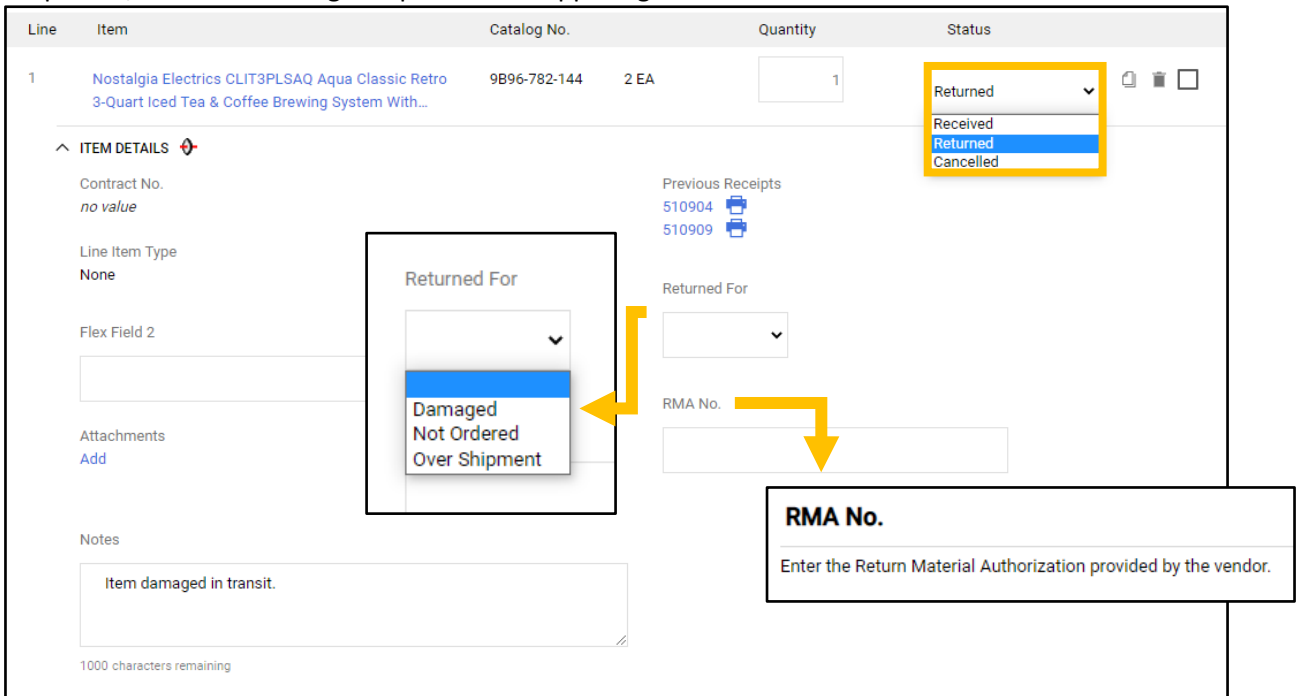 Line Item Catalog No. Quantity Status
1 Nostalgia Electrics CLIT3PLSAQ Aqua Classic Retro 9B96-782-144 2 EA 1 Returned
3-Quart Iced Tea & Coffee Brewing System With...
Received
Returned
Cancelled
ITEM DETAILS
Contract No.
no value
Previous Receipts
510904
510909
Line Item Type
None
Returned For
Damaged
Not Ordered
Over Shipment
Returned For
Flex Field 2
RMA No.
Attachments
Add
RMA No.
Enter the Return Material Authorization provided by the vendor.
Notes
Item damaged in transit.
1000 characters remaining